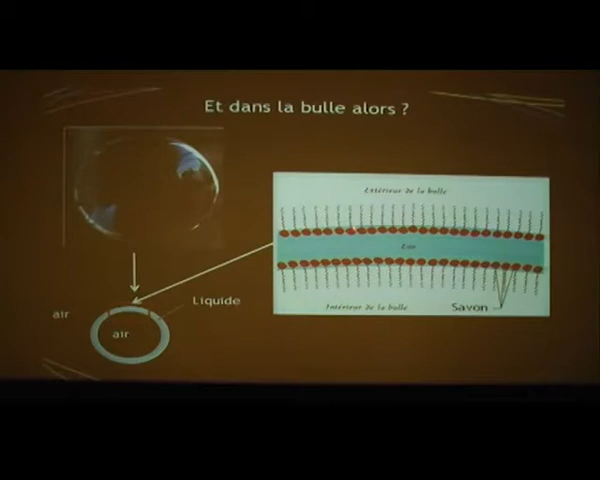 Et dans la bulle alors ?
Extérieur de la bulle
Eau
Intérieur de la bulle
Savon
Liquide
air
air